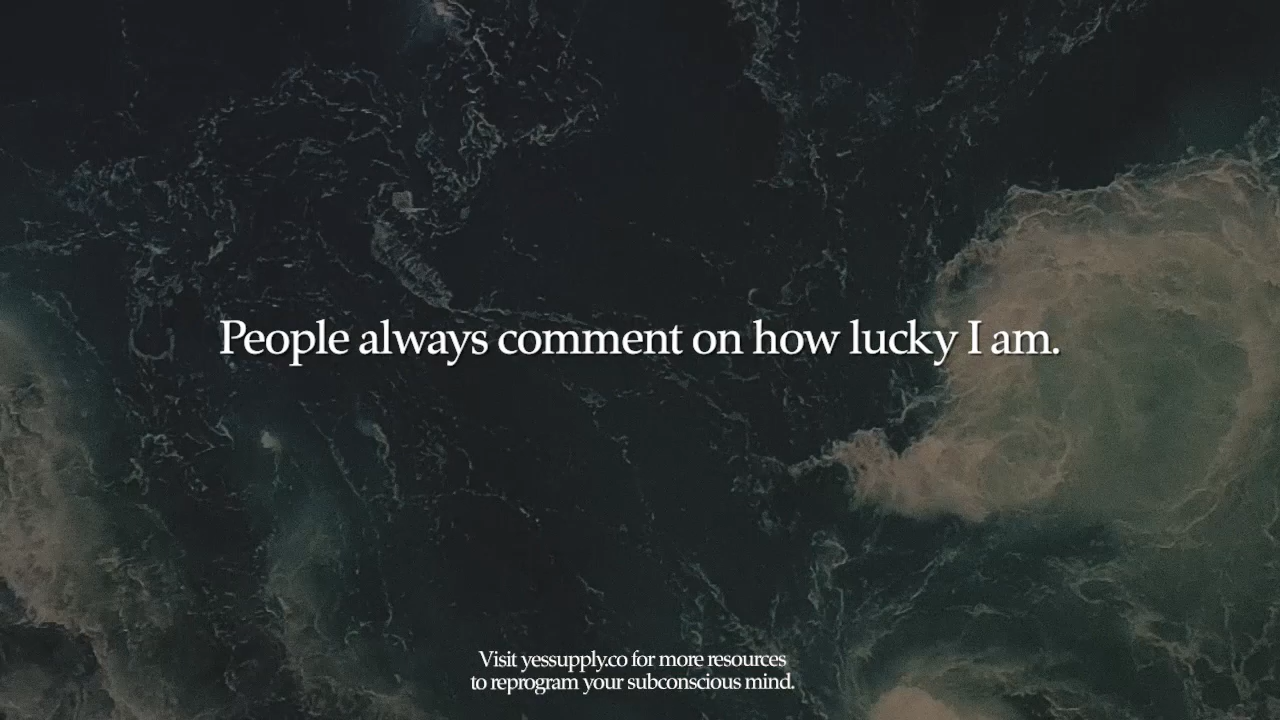 People always comment on how lucky I am.
Visit yessupply.co for more resources
to reprogram your subconscious mind.